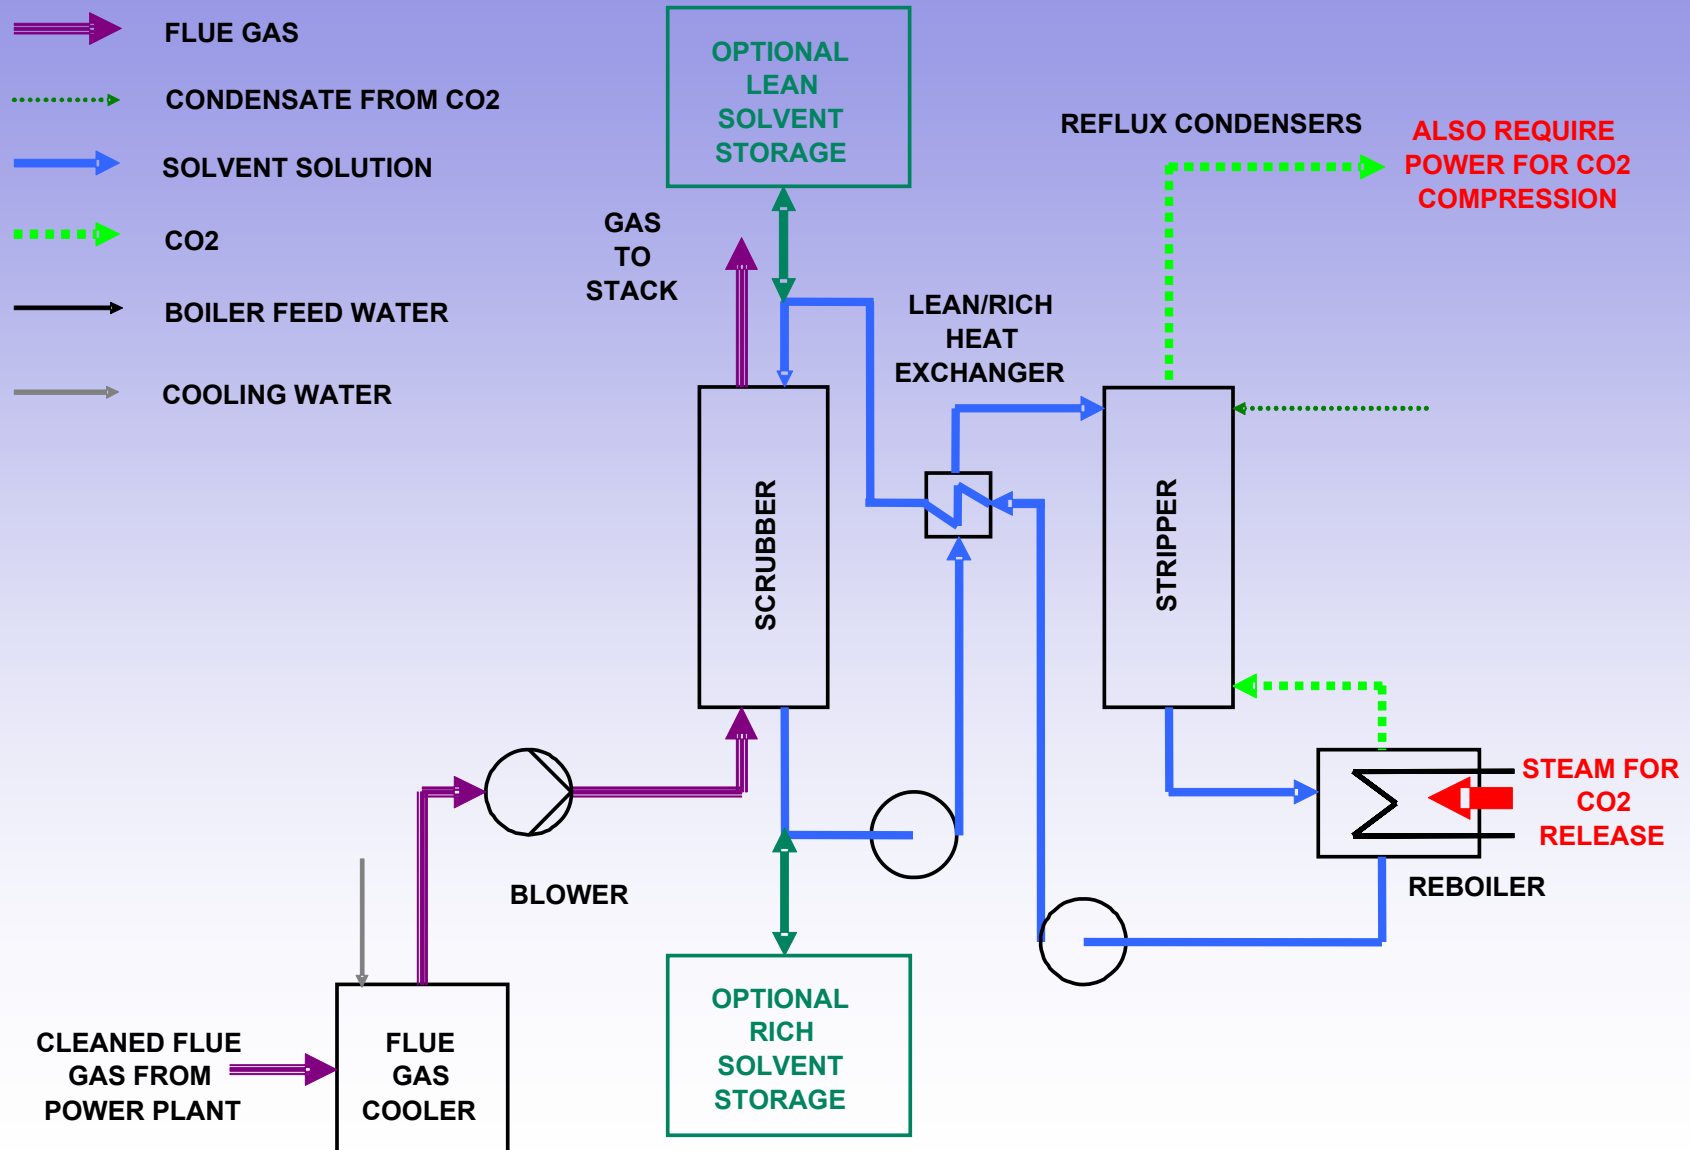 FLUE GAS
CONDENSATE FROM CO2
SOLVENT SOLUTION
CO2
BOILER FEED WATER
COOLING WATER
OPTIONAL
LEAN
SOLVENT
STORAGE
REFLUX CONDENSERS
ALSO REQUIRE
POWER FOR CO2
COMPRESSION
GAS
TO
STACK
LEAN/RICH
HEAT
EXCHANGER
SCRUBBER
STRIPPER
STEAM FOR
CO2
RELEASE
REBOILER
BLOWER
CLEANED FLUE
GAS FROM
POWER PLANT
FLUE
GAS
COOLER
OPTIONAL
RICH
SOLVENT
STORAGE